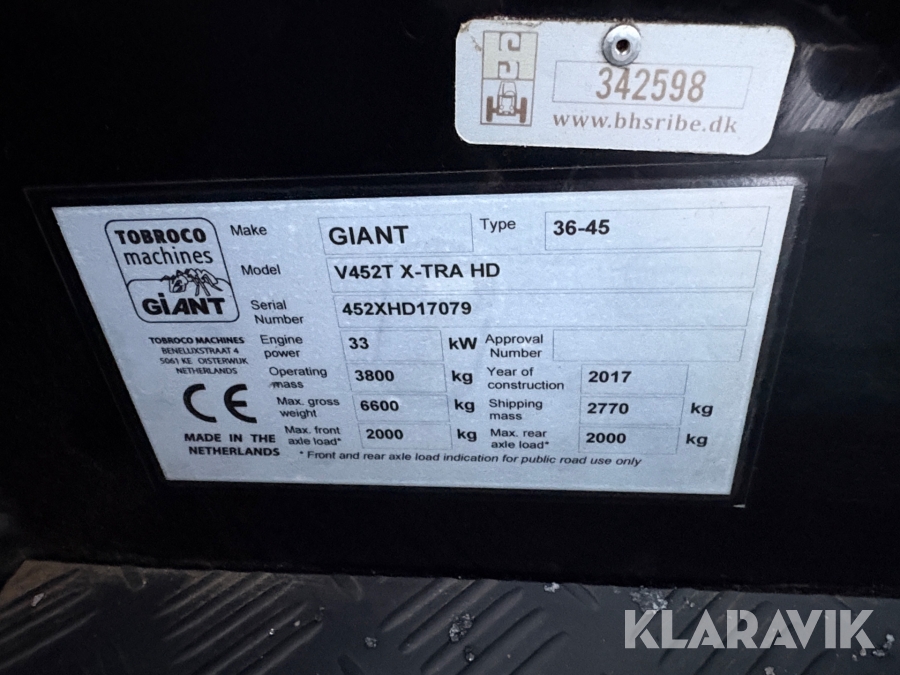 342598
www.bhsribe.dk
TOBROCO
machines
GiANT
Make GIANT Type 36-45
Model V452T X-TRA HD
Serial Number 452XHD17079
TOBROCO MACHINES
BENELUXSTRAAT 4
5061 KE OISTERWIJK
NETHERLANDS
Engine power 33 kW Approval Number
Operating mass 3800 kg Year of construction 2017
Max. gross weight 6600 kg Shipping mass 2770 kg
Max. front axle load* 2000 kg Max. rear axle load* 2000 kg
CE
MADE IN THE
NETHERLANDS
* Front and rear axle load indication for public road use only
KLARAVIK